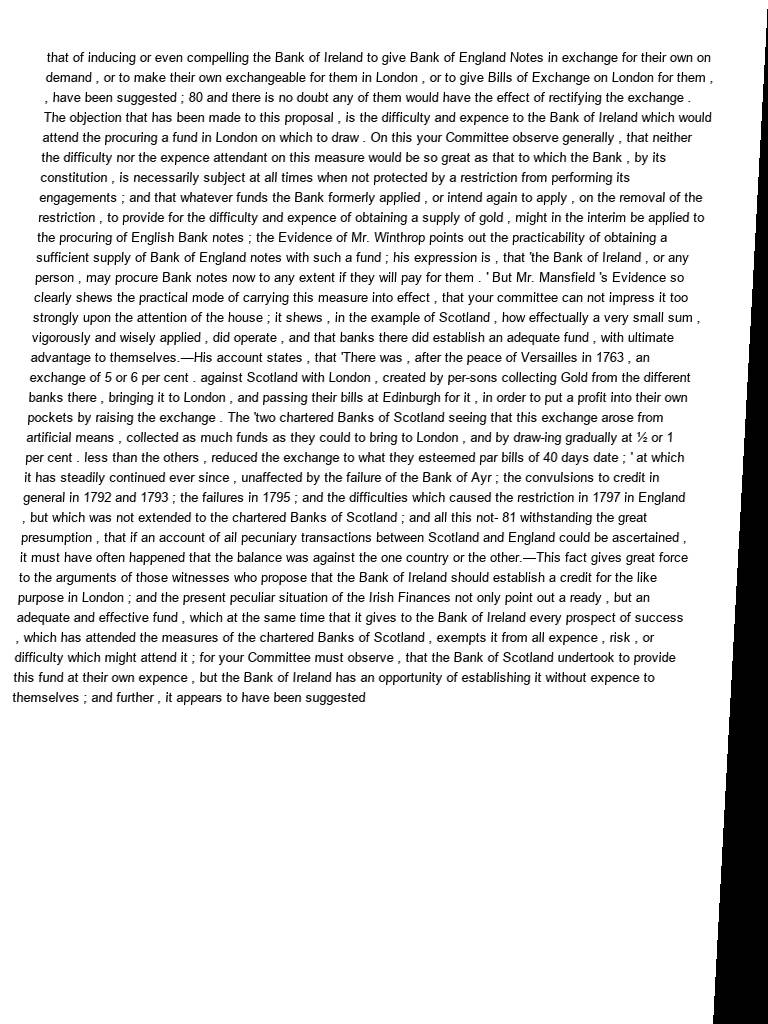 that of inducing or even compelling the Bank of Ireland to give Bank of England Notes in exchange for their own on
demand , or to make their own exchangeable for them in London , or to give Bills of Exchange on London for them ,
, have been suggested ; 80 and there is no doubt any of them would have the effect of rectifying the exchange .
The objection that has been made to this proposal , is the difficulty and expence to the Bank of Ireland which would
attend the procuring a fund in London on which to draw . On this your Committee observe generally , that neither
the difficulty nor the expence attendant on this measure would be so great as that to which the Bank , by its
constitution , is necessarily subject at all times when not protected by a restriction from performing its
engagements ; and that whatever funds the Bank formerly applied , or intend again to apply , on the removal of the
restriction , to provide for the difficulty and expence of obtaining a supply of gold , might in the interim be applied to
the procuring of English Bank notes ; the Evidence of Mr. Winthrop points out the practicability of obtaining a
sufficient supply of Bank of England notes with such a fund ; his expression is , that 'the Bank of Ireland , or any
person , may procure Bank notes now to any extent if they will pay for them . ' But Mr. Mansfield 's Evidence so
clearly shews the practical mode of carrying this measure into effect , that your committee can not impress it too
strongly upon the attention of the house ; it shews , in the example of Scotland , how effectually a very small sum ,
vigorously and wisely applied , did operate , and that banks there did establish an adequate fund , with ultimate
advantage to themselves.—His account states , that 'There was , after the peace of Versailles in 1763 , an
exchange of 5 or 6 per cent . against Scotland with London , created by per-sons collecting Gold from the different
banks there , bringing it to London , and passing their bills at Edinburgh for it , in order to put a profit into their own
pockets by raising the exchange . The 'two chartered Banks of Scotland seeing that this exchange arose from
artificial means , collected as much funds as they could to bring to London , and by draw-ing gradually at ½ or 1
per cent . less than the others , reduced the exchange to what they esteemed par bills of 40 days date ; ' at which
it has steadily continued ever since , unaffected by the failure of the Bank of Ayr ; the convulsions to credit in
general in 1792 and 1793 ; the failures in 1795 ; and the difficulties which caused the restriction in 1797 in England
, but which was not extended to the chartered Banks of Scotland ; and all this not- 81 withstanding the great
presumption , that if an account of ail pecuniary transactions between Scotland and England could be ascertained ,
it must have often happened that the balance was against the one country or the other.—This fact gives great force
to the arguments of those witnesses who propose that the Bank of Ireland should establish a credit for the like
purpose in London ; and the present peculiar situation of the Irish Finances not only point out a ready , but an
adequate and effective fund , which at the same time that it gives to the Bank of Ireland every prospect of success
, which has attended the measures of the chartered Banks of Scotland , exempts it from all expence , risk , or
difficulty which might attend it ; for your Committee must observe , that the Bank of Scotland undertook to provide
this fund at their own expence , but the Bank of Ireland has an opportunity of establishing it without expence to
themselves ; and further , it appears to have been suggested